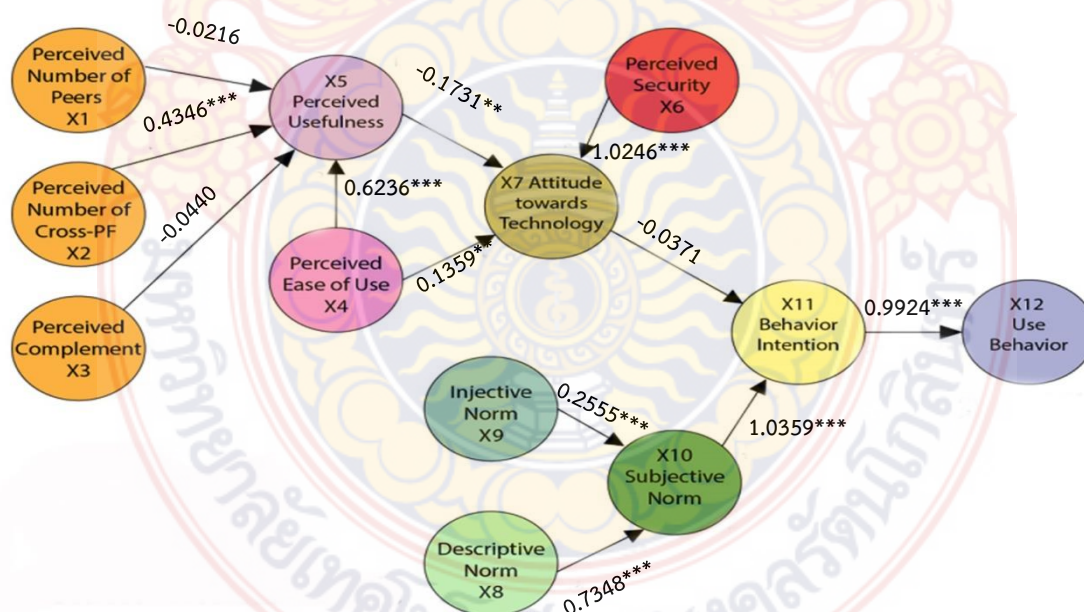 Perceived
Number of
Peers
X1
-0.0216
0.4346***
Perceived
Number of
Cross-PF
X2
-0.0440
Perceived
Complement
X3
X5
Perceived
Usefulness
-0.1731**
0.6236***
Perceived
Ease of Use
X4
0.1359**
Perceived
Security
X6
1.0246***
X7 Attitude
towards
Technology
-0.0371
X11
Behavior
Intention
0.9924***
X12
Use
Behavior
Injective
Norm
X9
0.2555***
X10
Subjective
Norm
1.0359***
Descriptive
Norm
X8
0.7348***